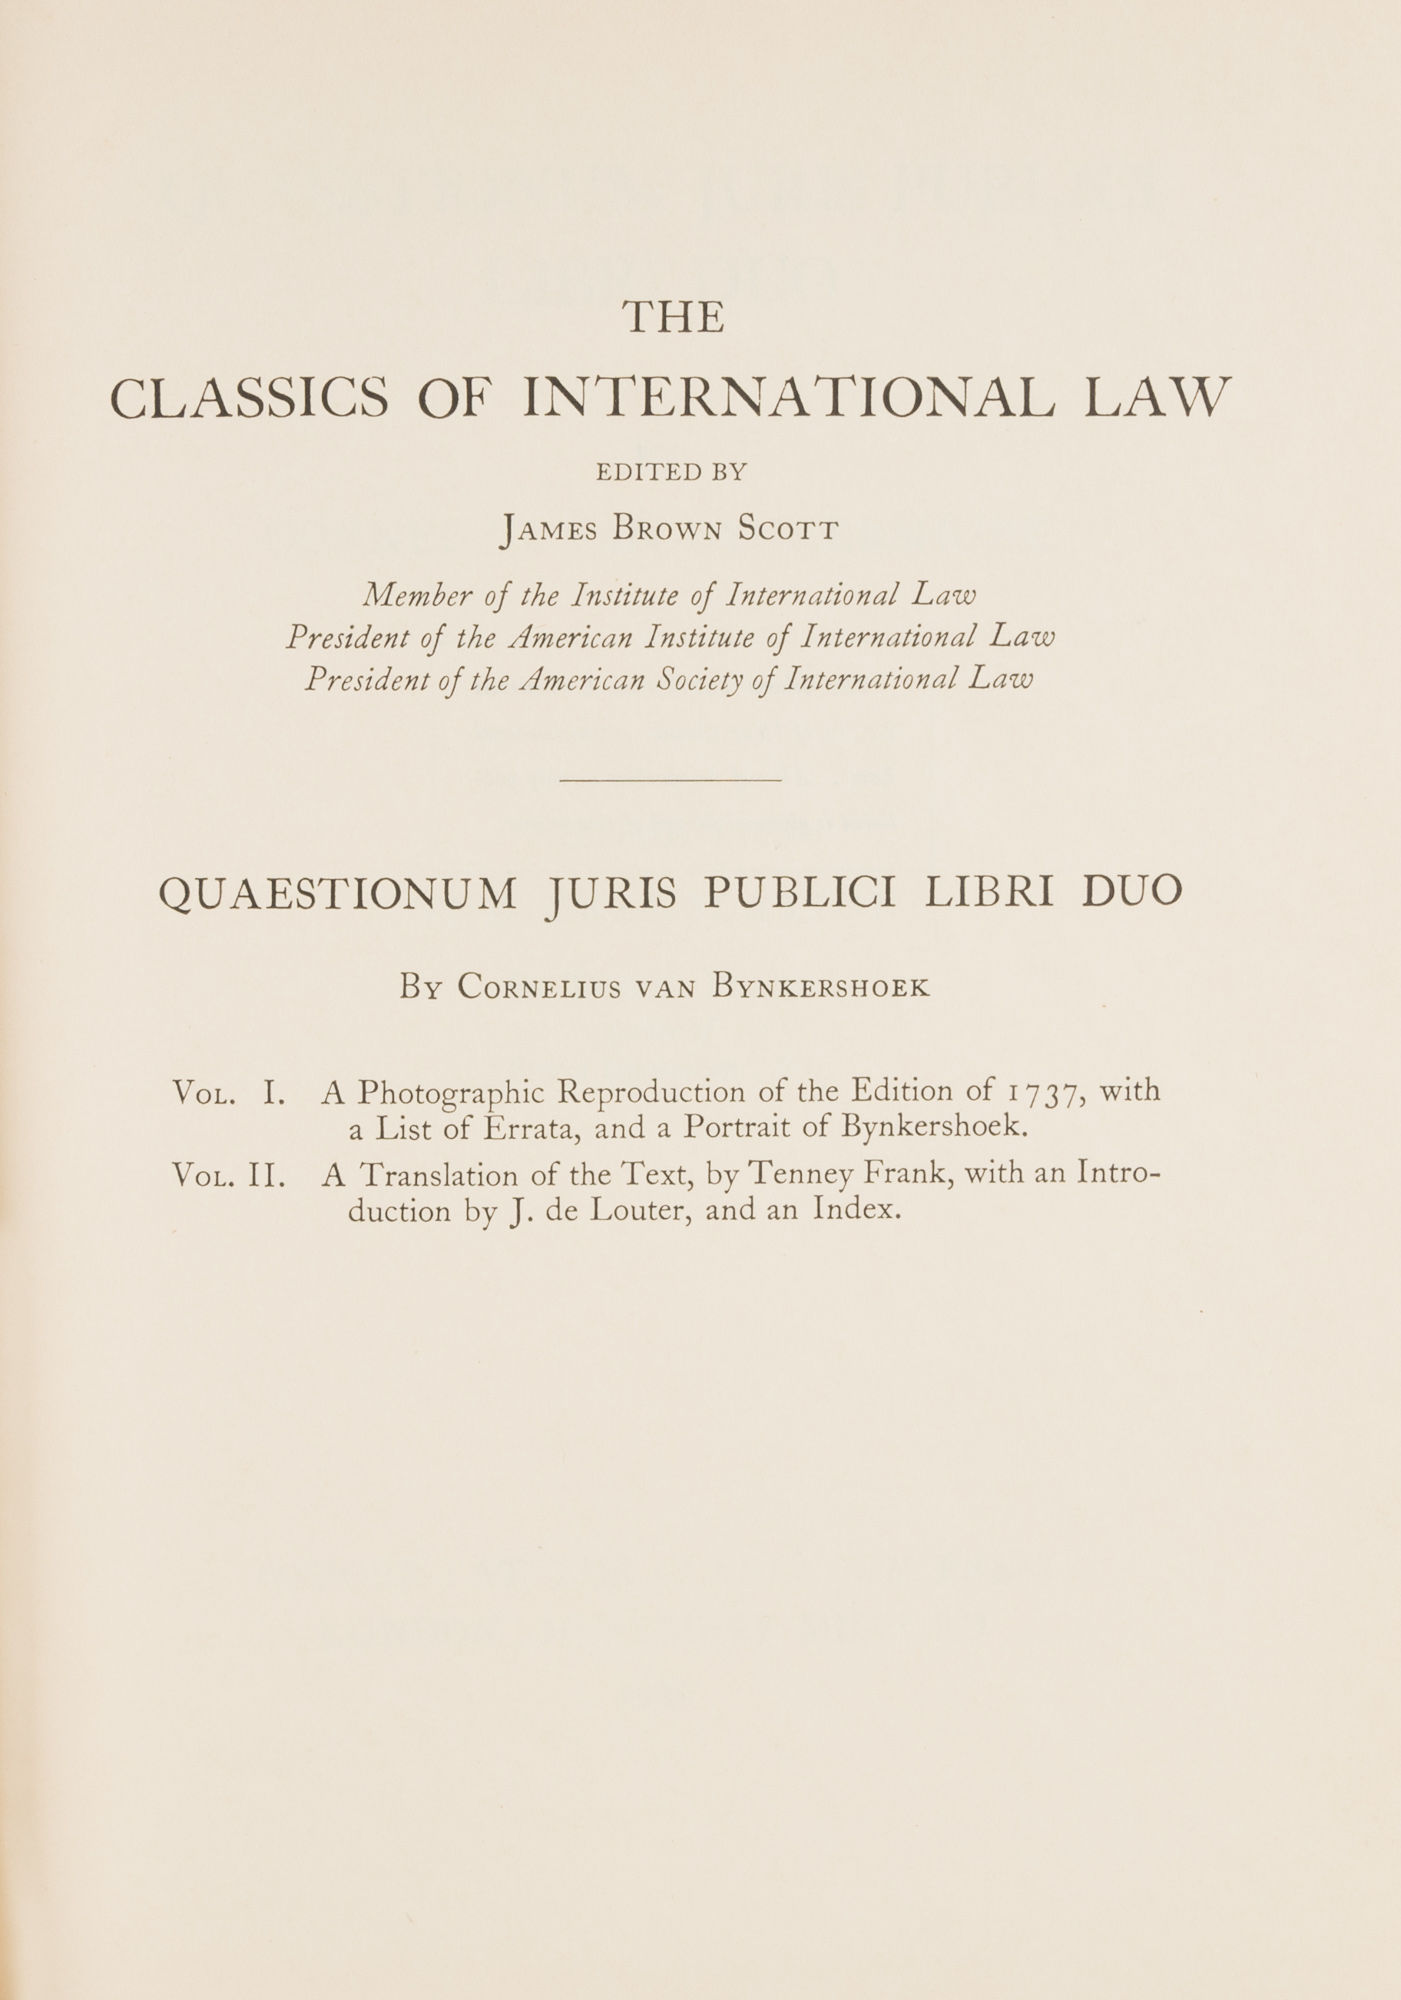 THE
CLASSICS OF INTERNATIONAL LAW
EDITED BY
JAMES BROWN SCOTT
Member of the Institute of International Law
President of the American Institute of International Law
President of the American Society of International Law
QUAESTIONUM JURIS PUBLICI LIBRI DUO
BY CORNELIUS VAN BYNKERSHOEK
VOL. I. A Photographic Reproduction of the Edition of 1737, with
a List of Errata, and a Portrait of Bynkershoek.
VOL. II. A Translation of the Text, by Tenney Frank, with an Intro-
duction by J. de Louter, and an Index.